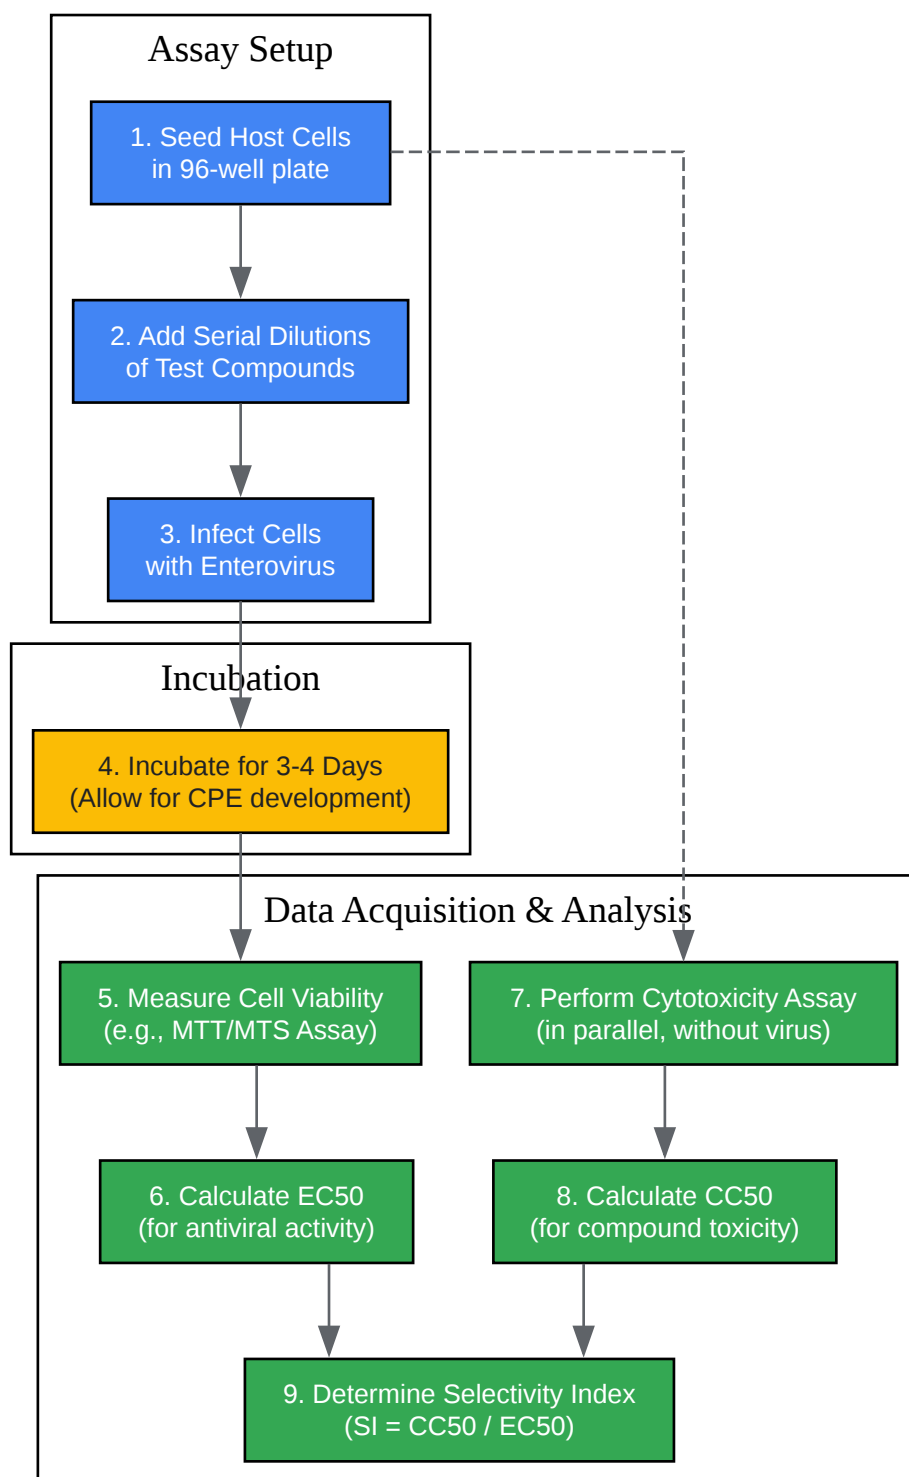 Assay Setup
1. Seed Host Cells
in 96-well plate
2. Add Serial Dilutions
of Test Compounds
3. Infect Cells
with Enterovirus
Incubation
4. Incubate for 3-4 Days
(Allow for CPE development)
Data Acquisition & Analysis
5. Measure Cell Viability
(e.g., MTT/MTS Assay)
6. Calculate EC50
(for antiviral activity)
7. Perform Cytotoxicity Assay
(in parallel, without virus)
8. Calculate CC50
(for compound toxicity)
9. Determine Selectivity Index
(SI = CC50 / EC50)